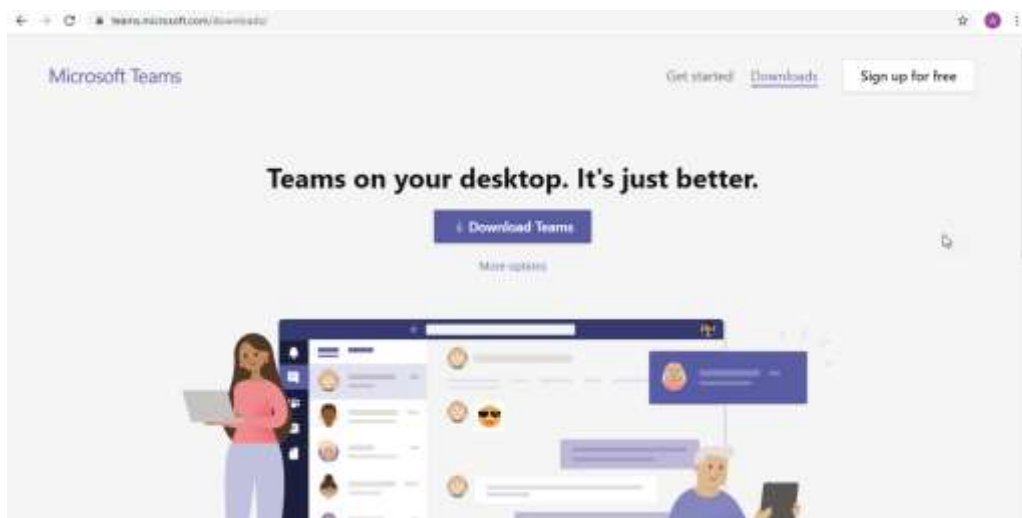 teams.microsoft.com/downloads/
Microsoft Teams
Get started
Downloads
Sign up for free
Teams on your desktop. It's just better.
Download Teams
More options